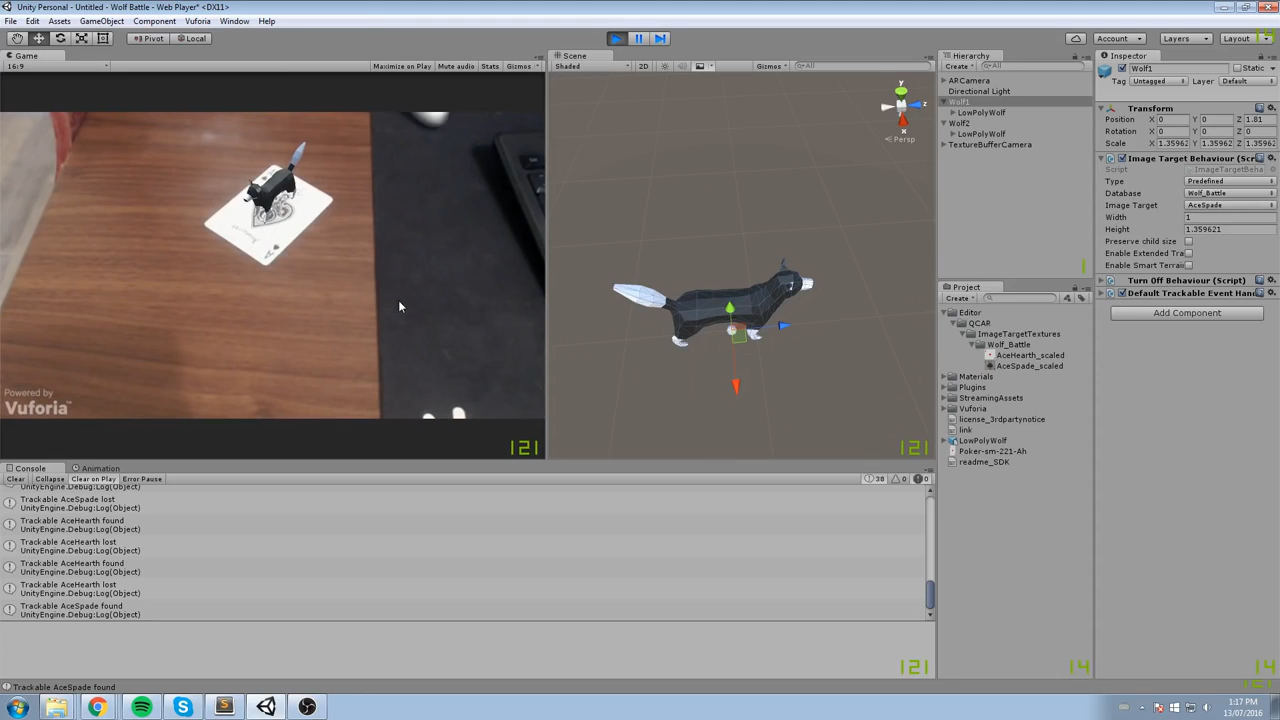 Unity Personal - Untitled - Wolf Battle - Web Player* <DX11>
File Edit Assets GameObject Component Vuforia Window Help
Pivot Local Account Layers Layout
Game
16:9 Maximize on Play Mute audio Stats Gizmos
Powered by
Vuforia™
121
Scene
Shaded 2D Gizmos All
y
z
x
Persp
121
Hierarchy
Create All
ARCamera
Directional Light
Wolf1
LowPolyWolf
Wolf2
LowPolyWolf
TextureBufferCamera
Project
Create
Editor
QCAR
ImageTargetTextures
Wolf_Battle
AceHearth_scaled
AceSpade_scaled
Materials
Plugins
StreamingAssets
Vuforia
license_3rdpartynotice
link
LowPolyWolf
Poker-sm-221-Ah
readme_SDK
14
Inspector
Wolf1 Static
Tag Untagged Layer Default
Transform
Position X 0 Y 0 Z 1.81
Rotation X 0 Y 0 Z 0
Scale X 1.35962 Y 1.35962 Z 1.35962
Image Target Behaviour (Scri
Script ImageTargetBeha
Type Predefined
Database Wolf_Battle
Image Target AceSpade
Width 1
Height 1.359621
Preserve child size
Enable Extended Tra
Enable Smart Terrai
Turn Off Behaviour (Script)
Default Trackable Event Hand
Add Component
14
Console Animation
Clear Collapse Clear on Play Error Pause 38 0 0
UnityEngine.Debug:Log(Object)
Trackable AceSpade lost
UnityEngine.Debug:Log(Object)
Trackable AceHearth found
UnityEngine.Debug:Log(Object)
Trackable AceHearth lost
UnityEngine.Debug:Log(Object)
Trackable AceHearth found
UnityEngine.Debug:Log(Object)
Trackable AceHearth lost
UnityEngine.Debug:Log(Object)
Trackable AceSpade found
UnityEngine.Debug:Log(Object)
121
Trackable AceSpade found
1:17 PM
13/07/2016